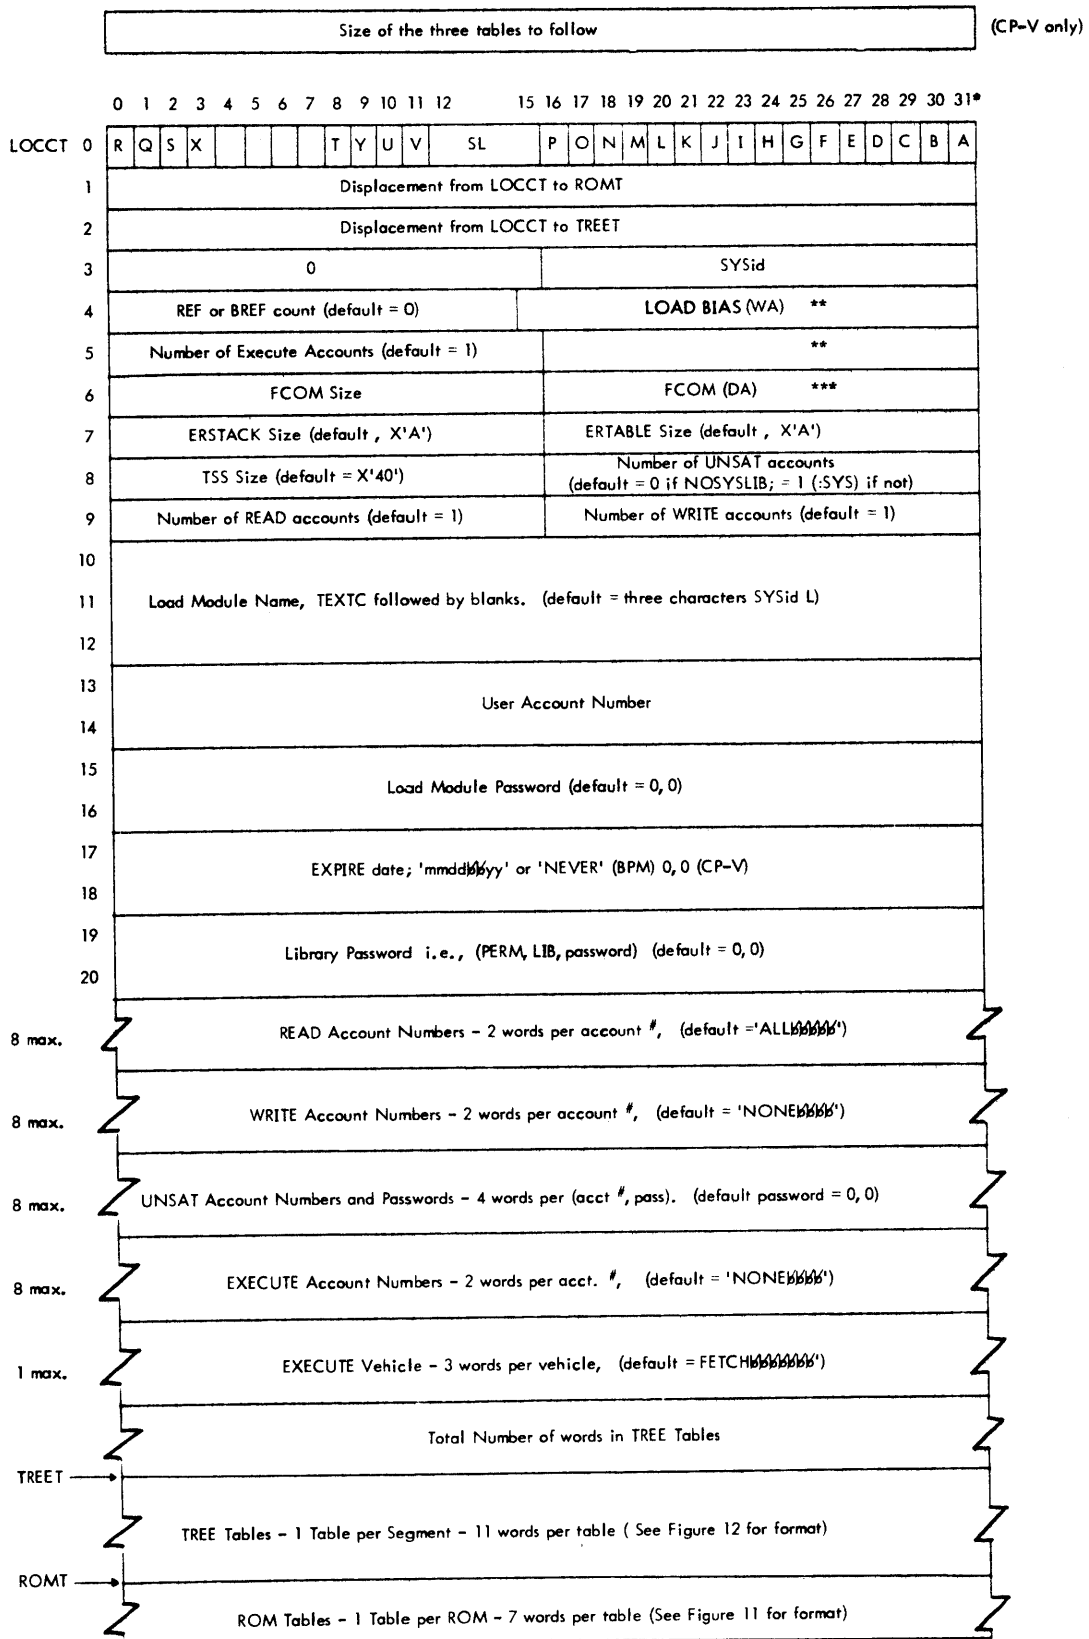 Size of the three tables to follow (CP-V only)
0 1 2 3 4 5 6 7 8 9 10 11 12 15 16 17 18 19 20 21 22 23 24 25 26 27 28 29 30 31*
LOCCT 0 R Q S X T Y U V SL P O N M L K J I H G F E D C B A
1 Displacement from LOCCT to ROMT
2 Displacement from LOCCT to TREET
3 0 SYSid
4 REF or BREF count (default = 0) LOAD BIAS (WA) **
5 Number of Execute Accounts (default = 1) **
6 FCOM Size FCOM (DA) ***
7 ERSTACK Size (default , X'A') ERTABLE Size (default , X'A')
8 TSS Size (default = X'40') Number of UNSAT accounts
(default = 0 if NOSYSLIB; = 1 (:SYS) if not)
9 Number of READ accounts (default = 1) Number of WRITE accounts (default = 1)
10
11 Load Module Name, TEXTC followed by blanks. (default = three characters SYSid L)
12
13
User Account Number
14
15
Load Module Password (default = 0, 0)
16
17
EXPIRE date; 'mmddb̸b̸yy' or 'NEVER' (BPM) 0, 0 (CP-V)
18
19
Library Password i.e., (PERM, LIB, password) (default = 0, 0)
20
8 max. READ Account Numbers - 2 words per account #, (default ='ALLb̸b̸b̸b̸b̸')
8 max. WRITE Account Numbers - 2 words per account #, (default = 'NONEb̸b̸b̸b̸')
8 max. UNSAT Account Numbers and Passwords - 4 words per (acct #, pass). (default password = 0, 0)
8 max. EXECUTE Account Numbers - 2 words per acct. #, (default = 'NONEb̸b̸b̸b̸')
1 max. EXECUTE Vehicle - 3 words per vehicle, (default = FETCHb̸b̸b̸b̸b̸b̸b̸')
Total Number of words in TREE Tables
TREET
TREE Tables - 1 Table per Segment - 11 words per table ( See Figure 12 for format)
ROMT
ROM Tables - 1 Table per ROM - 7 words per table (See Figure 11 for format)